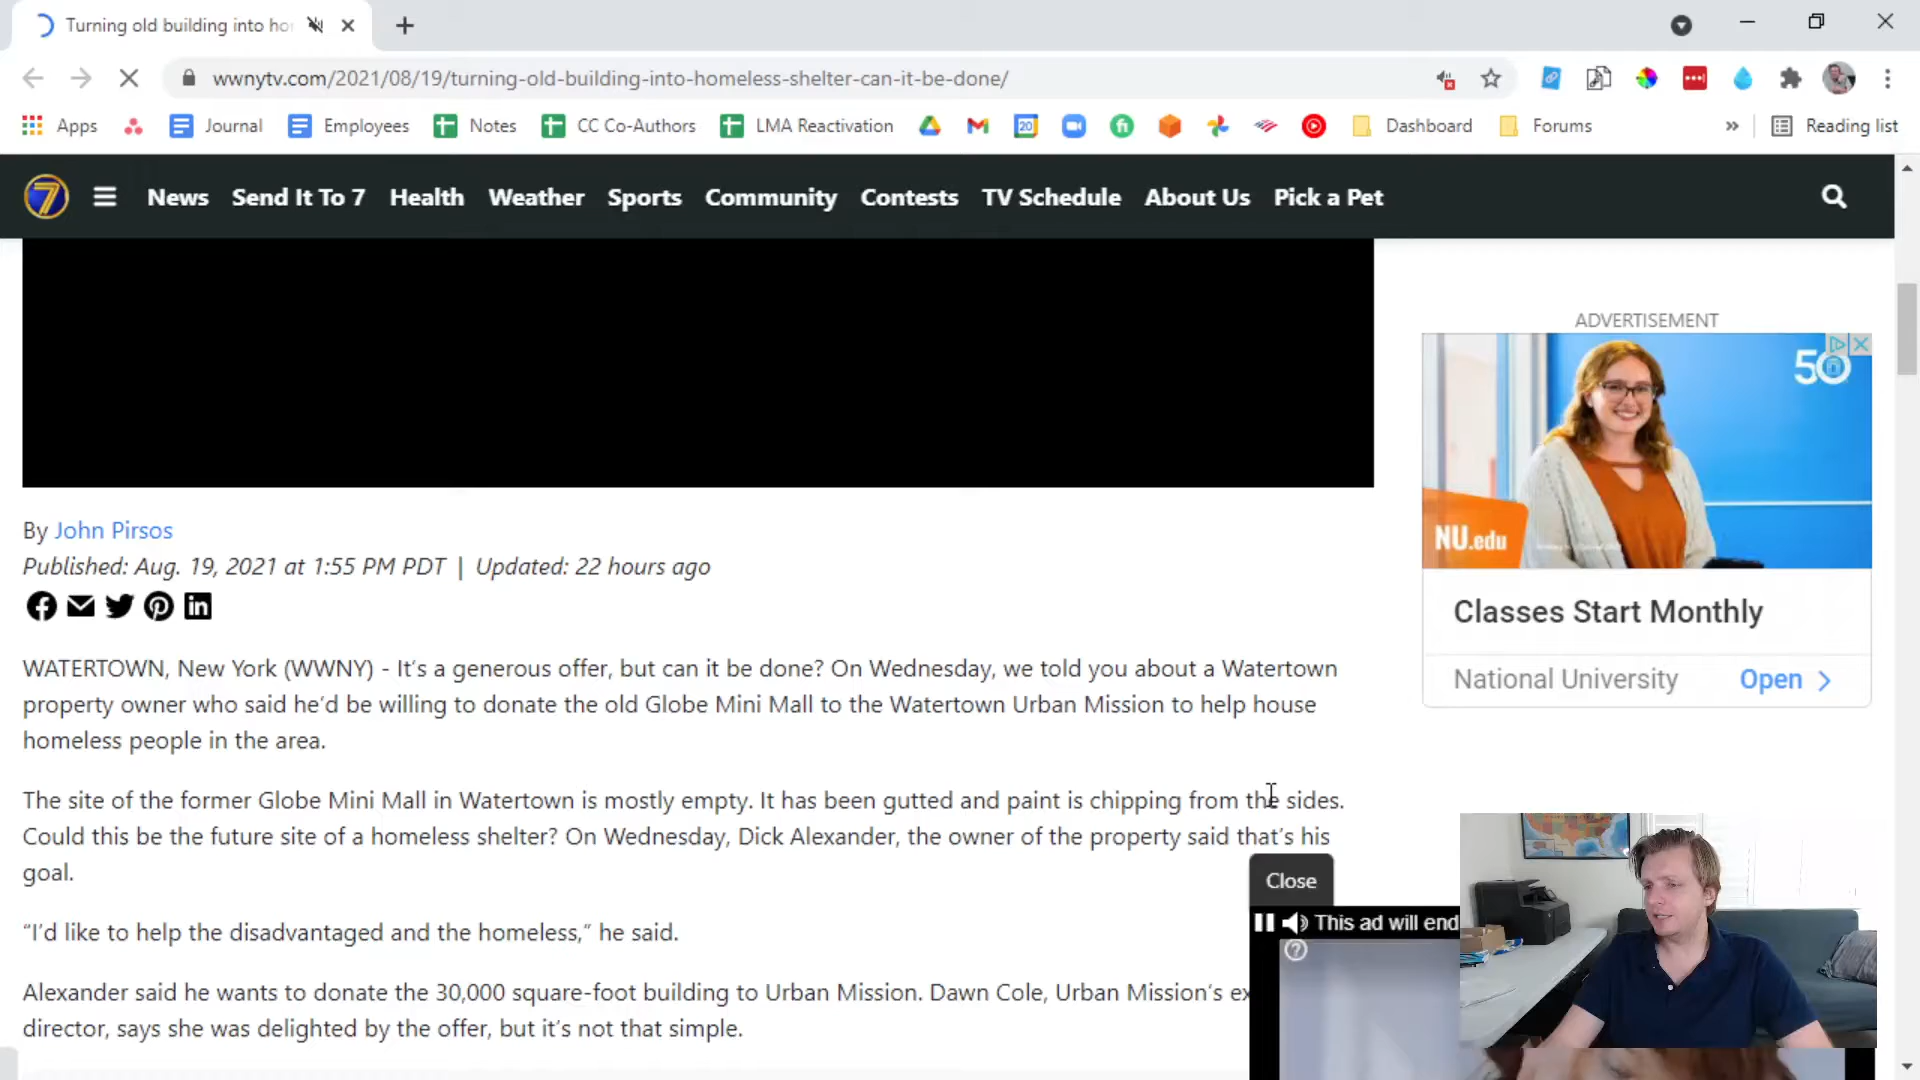 Turning old building into ho
wwnytv.com/2021/08/19/turning-old-building-into-homeless-shelter-can-it-be-done/
Apps Journal Employees Notes CC Co-Authors LMA Reactivation 20 Dashboard Forums » Reading list
7 News Send It To 7 Health Weather Sports Community Contests TV Schedule About Us Pick a Pet
ADVERTISEMENT
50
NU.edu
Classes Start Monthly
National University Open
By John Pirsos
Published: Aug. 19, 2021 at 1:55 PM PDT | Updated: 22 hours ago
WATERTOWN, New York (WWNY) - It's a generous offer, but can it be done? On Wednesday, we told you about a Watertown
property owner who said he'd be willing to donate the old Globe Mini Mall to the Watertown Urban Mission to help house
homeless people in the area.
The site of the former Globe Mini Mall in Watertown is mostly empty. It has been gutted and paint is chipping from the sides.
Could this be the future site of a homeless shelter? On Wednesday, Dick Alexander, the owner of the property said that's his
goal.
"I'd like to help the disadvantaged and the homeless," he said.
Alexander said he wants to donate the 30,000 square-foot building to Urban Mission. Dawn Cole, Urban Mission's ex
director, says she was delighted by the offer, but it's not that simple.
Close
This ad will end